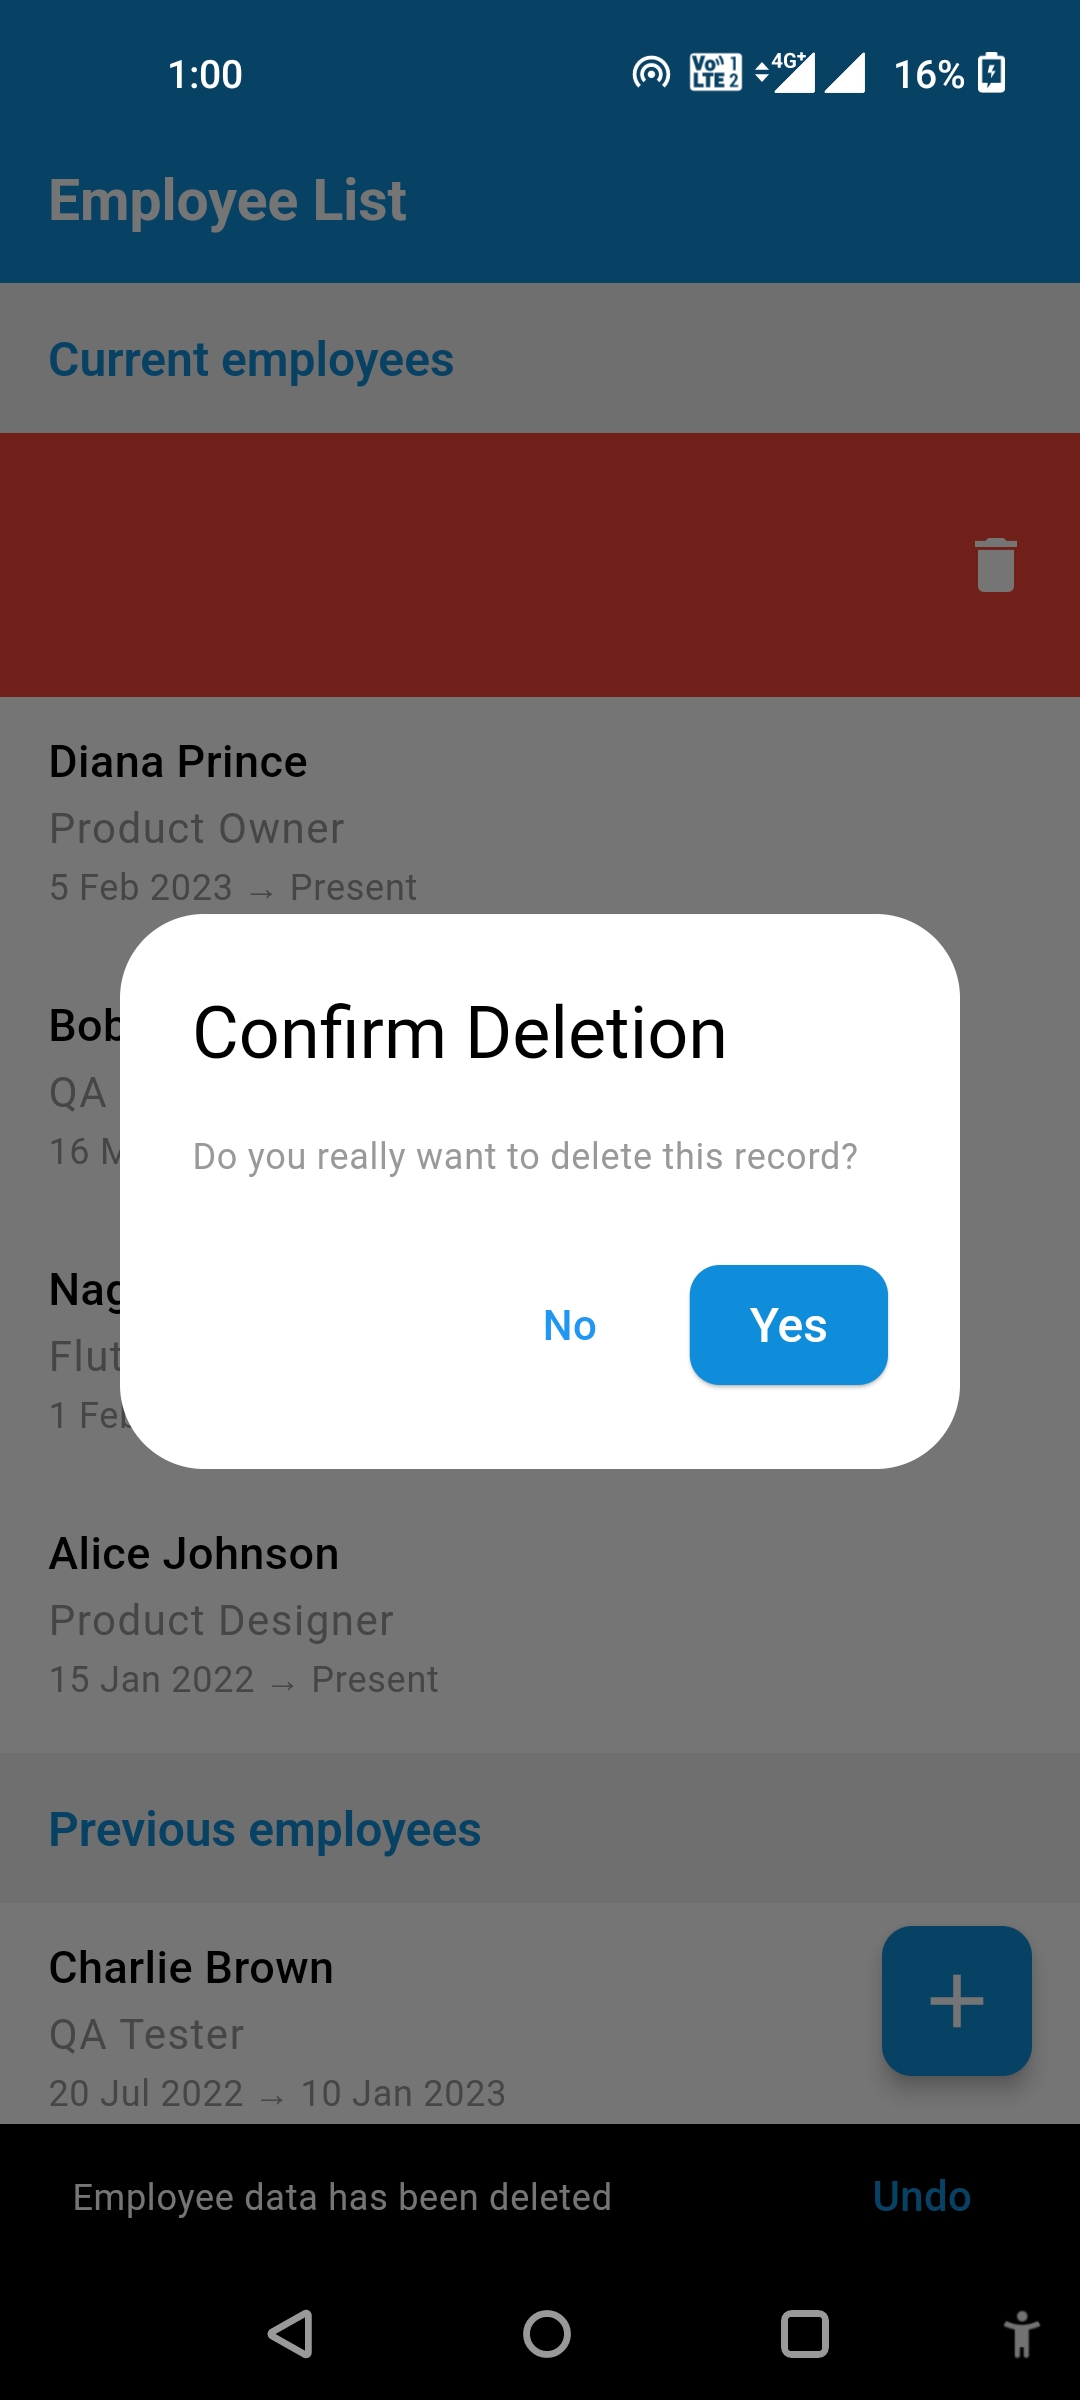 1:00
Vo)) 1
LTE 2
4G+
16%
Employee List
Current employees
Diana Prince
Product Owner
5 Feb 2023 → Present
Confirm Deletion
Do you really want to delete this record?
No
Yes
Bob
QA
16 M
Nag
Flut
1 Feb
Alice Johnson
Product Designer
15 Jan 2022 → Present
Previous employees
Charlie Brown
QA Tester
20 Jul 2022 → 10 Jan 2023
Employee data has been deleted
Undo